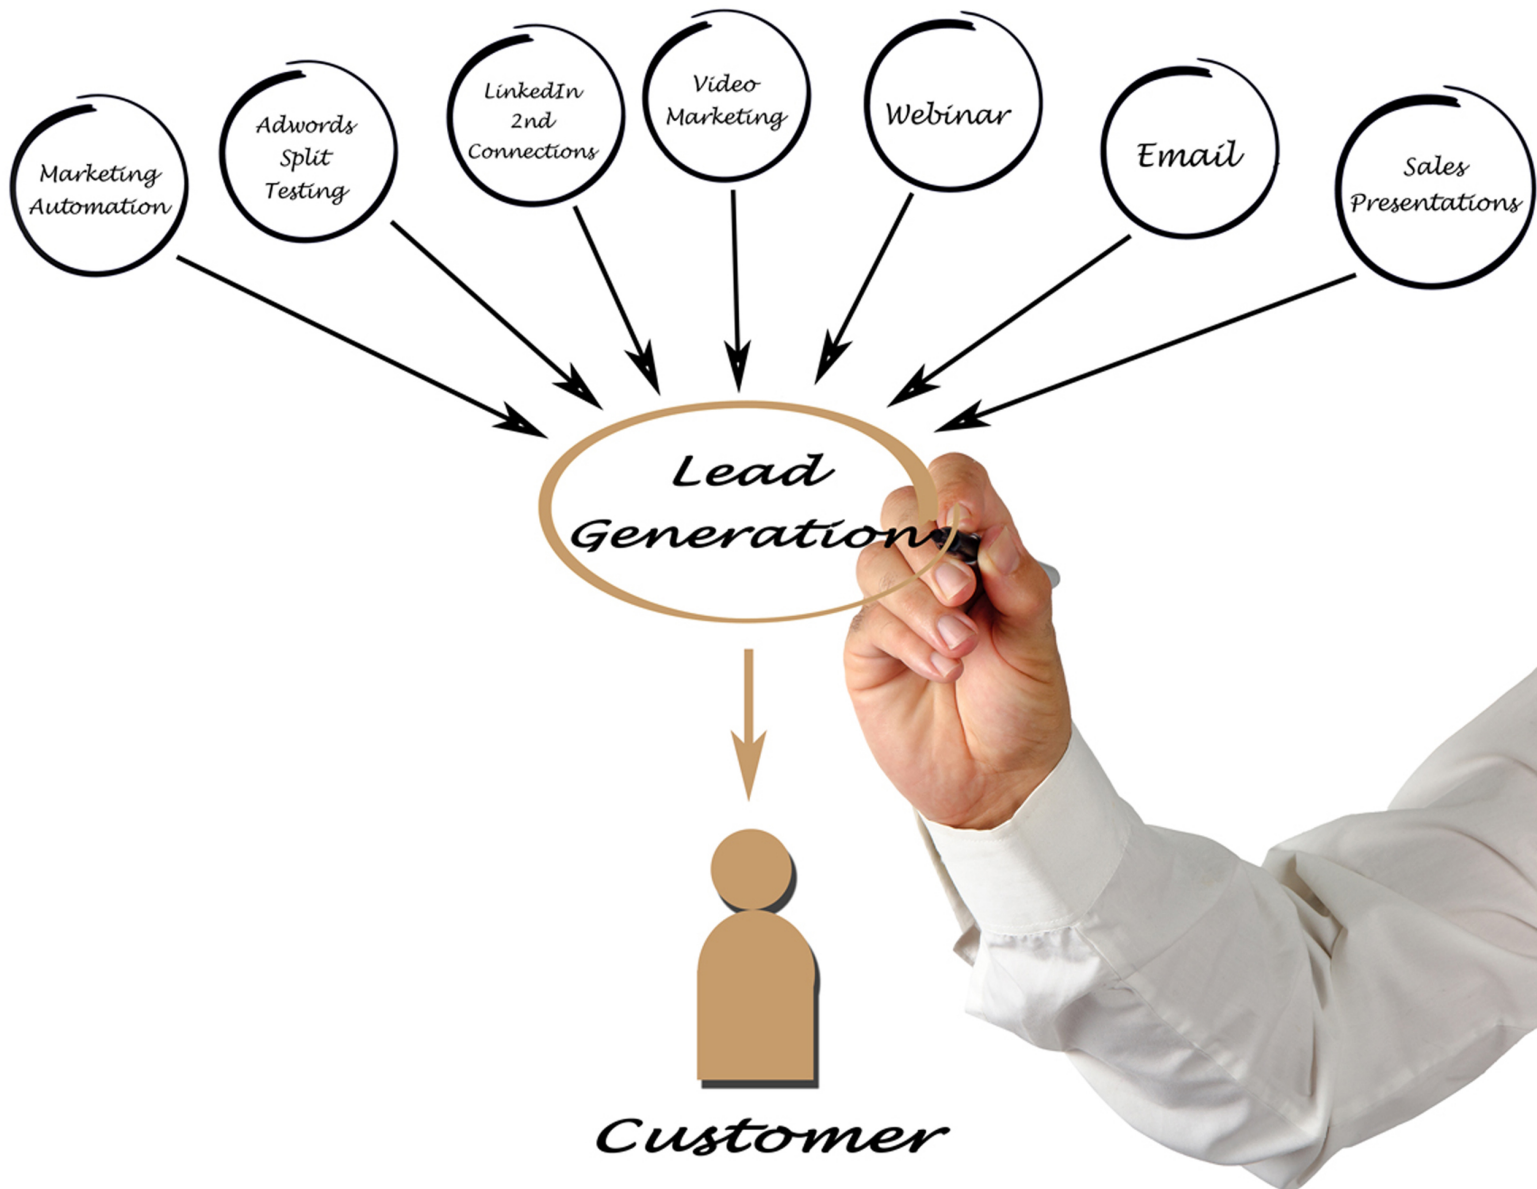 Marketing
Automation
Adwords
Split
Testing
LinkedIn
2nd
Connections
Video
Marketing
Webinar
Email
Sales
Presentations
Lead
Generation
Customer